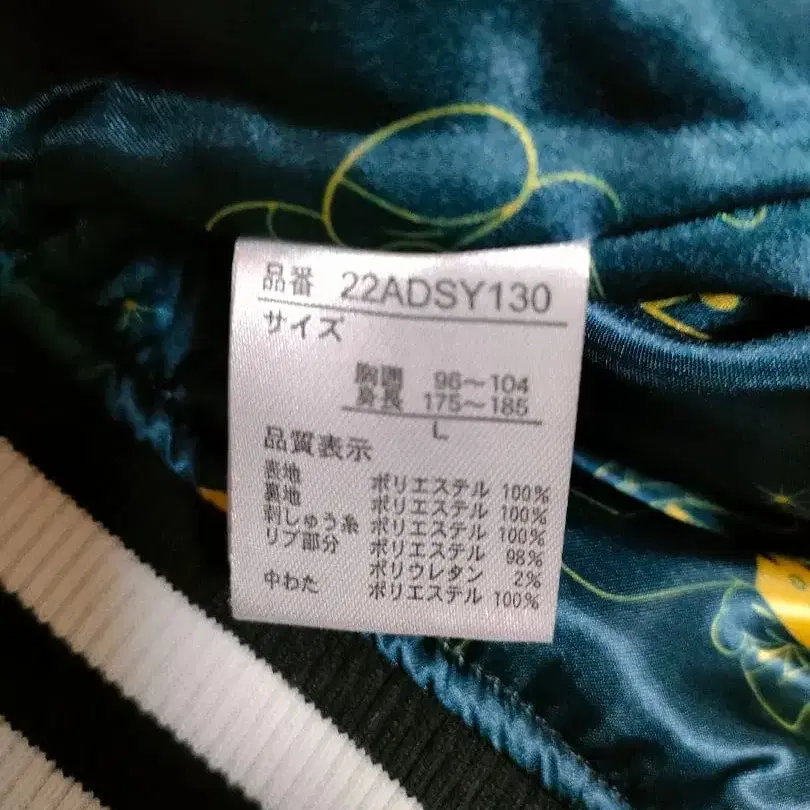 品番 22ADSY130
サイズ
胸囲 96〜104
身長 175〜185
L
品質表示
表地 ポリエステル 100%
裏地 ポリエステル 100%
刺しゅう糸 ポリエステル 100%
リブ部分 ポリエステル 98%
ポリウレタン 2%
中わた ポリエステル 100%